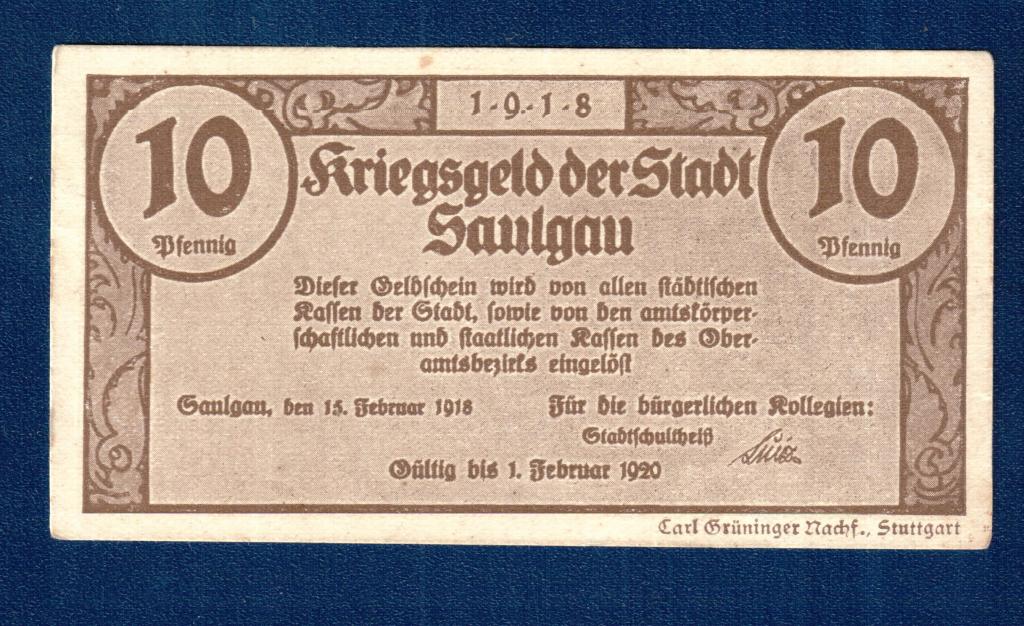 1·9·1·8
10
Pfennig
10
Pfennig
Kriegsgeld der Stadt
Saulgau
Dieser Geldschein wird von allen städtischen
Kassen der Stadt, sowie von den amtskörper-
schaftlichen und staatlichen Kassen des Ober-
amtsbezirks eingelöst
Saulgau, den 15. Februar 1918
Für die bürgerlichen Kollegien:
Stadtschultheiß
Gültig bis 1. Februar 1920
Carl Grüninger Nachf., Stuttgart